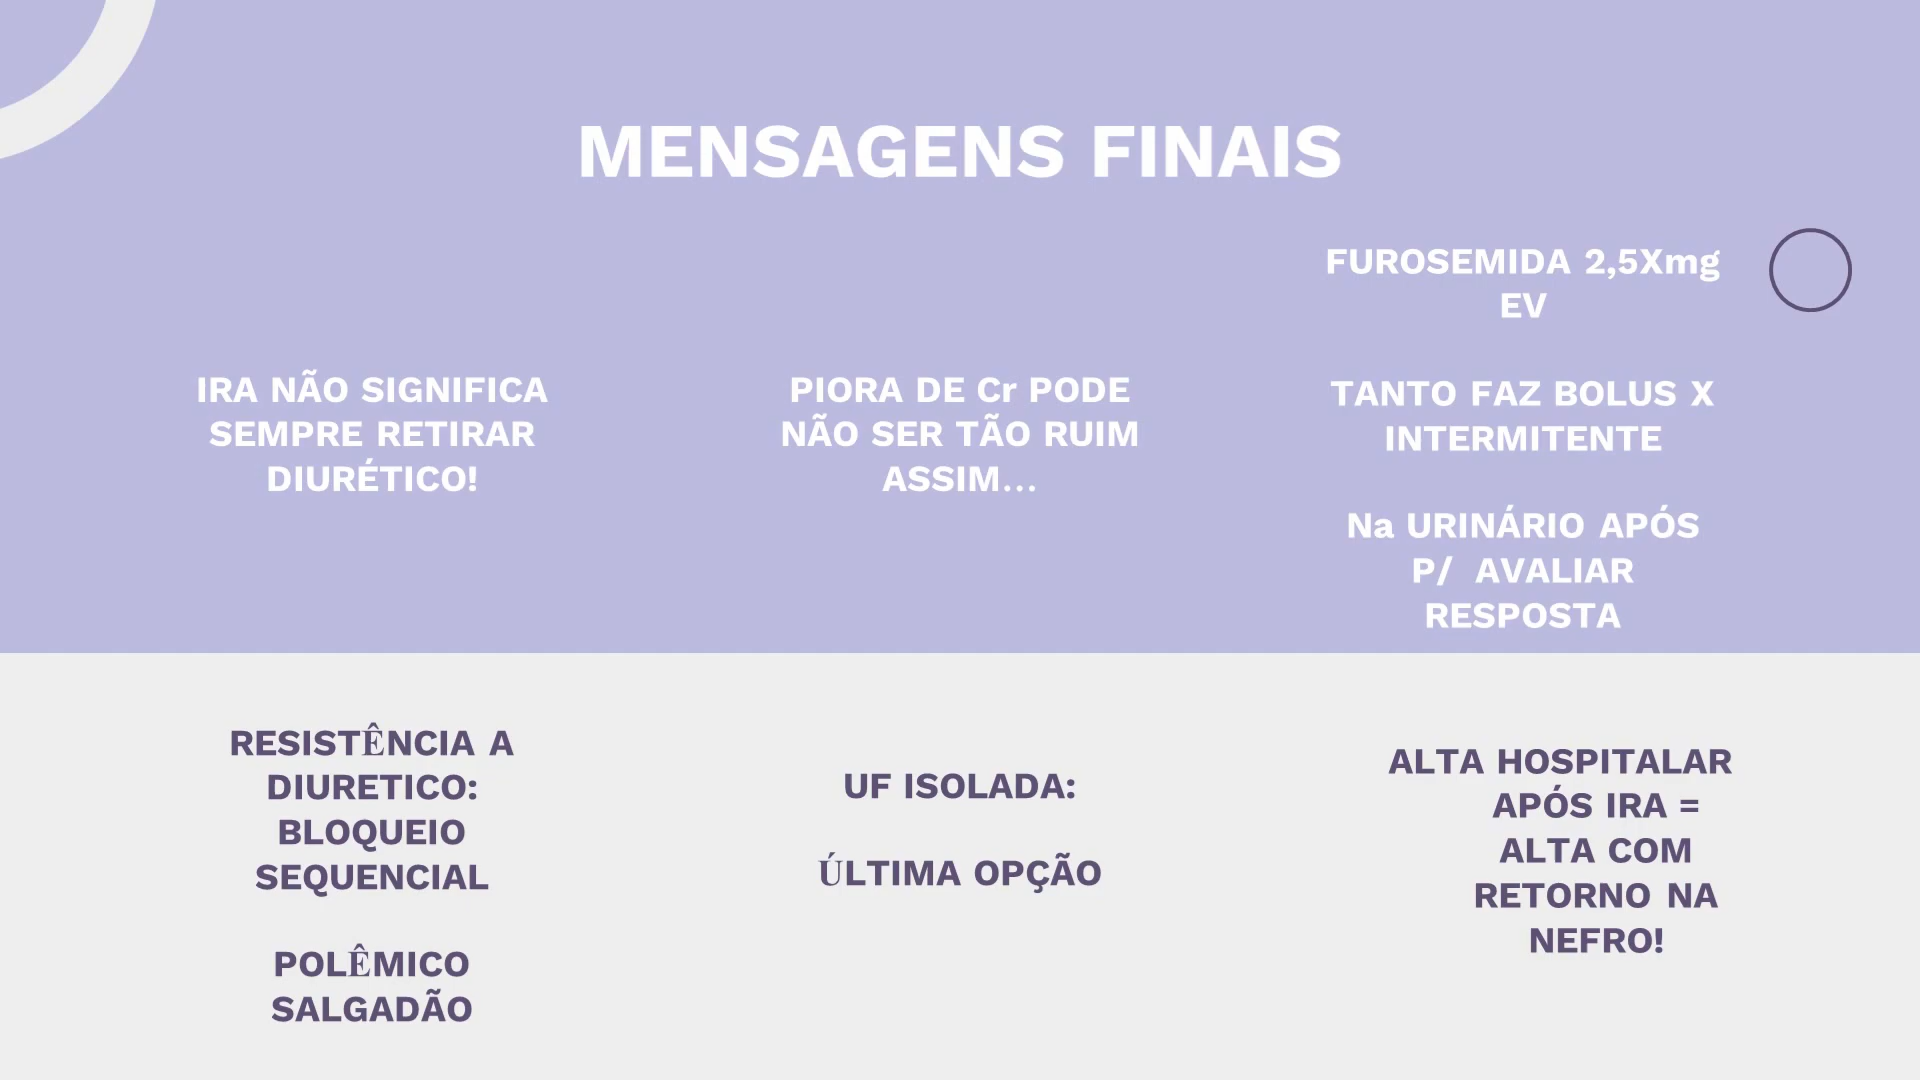 MENSAGENS FINAIS
IRA NÃO SIGNIFICA
SEMPRE RETIRAR
DIURÉTICO!
PIORA DE Cr PODE
NÃO SER TÃO RUIM
ASSIM...
FUROSEMIDA 2,5Xmg
EV
TANTO FAZ BOLUS X
INTERMITENTE
Na URINÁRIO APÓS
P/ AVALIAR
RESPOSTA
RESISTÊNCIA A
DIURETICO:
BLOQUEIO
SEQUENCIAL
POLÊMICO
SALGADÃO
UF ISOLADA:
ÚLTIMA OPÇÃO
ALTA HOSPITALAR
APÓS IRA =
ALTA COM
RETORNO NA
NEFRO!